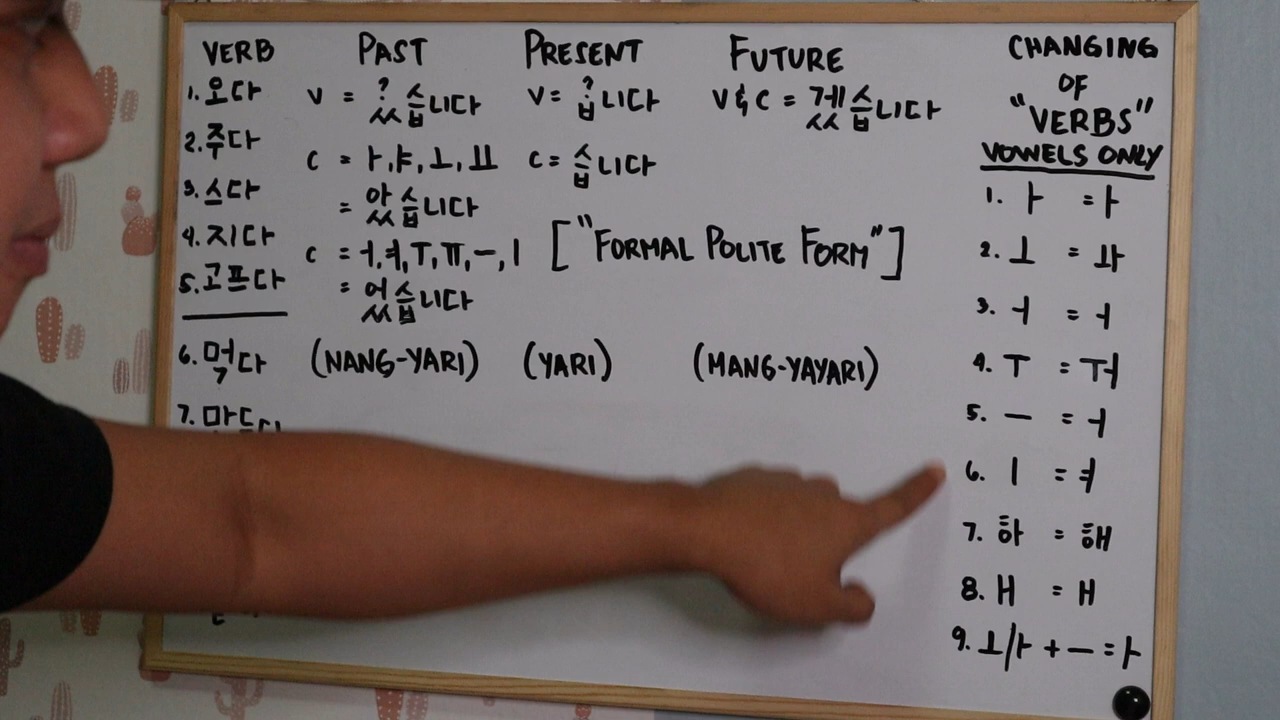 VERB
1. 오다
2. 주다
3. 스다
4. 지다
5. 고프다
6. 먹다
7.
PAST
V = ?ㅆ습니다
C = ㅏ, ㅑ, ㅗ, ㅛ
= 았습니다
C = ㅓ, ㅕ, ㅜ, ㅠ, ㅡ, ㅣ
= 었습니다
(NANG-YARI)
PRESENT
V = ?ㅂ니다
C = 습니다
["FORMAL POLITE FORM"]
(YARI)
FUTURE
V & C = 겠습니다
(MANG-YAYARI)
CHANGING
OF
"VERBS"
VOWELS ONLY
1. ㅏ = ㅏ
2. ㅗ = ㅘ
3. ㅓ = ㅓ
4. ㅜ = ㅝ
5. ㅡ = ㅓ
6. ㅣ = ㅕ
7. 하 = 해
8. ㅐ = ㅐ
9. ㅗ/ㅏ + ㅡ = ㅏ